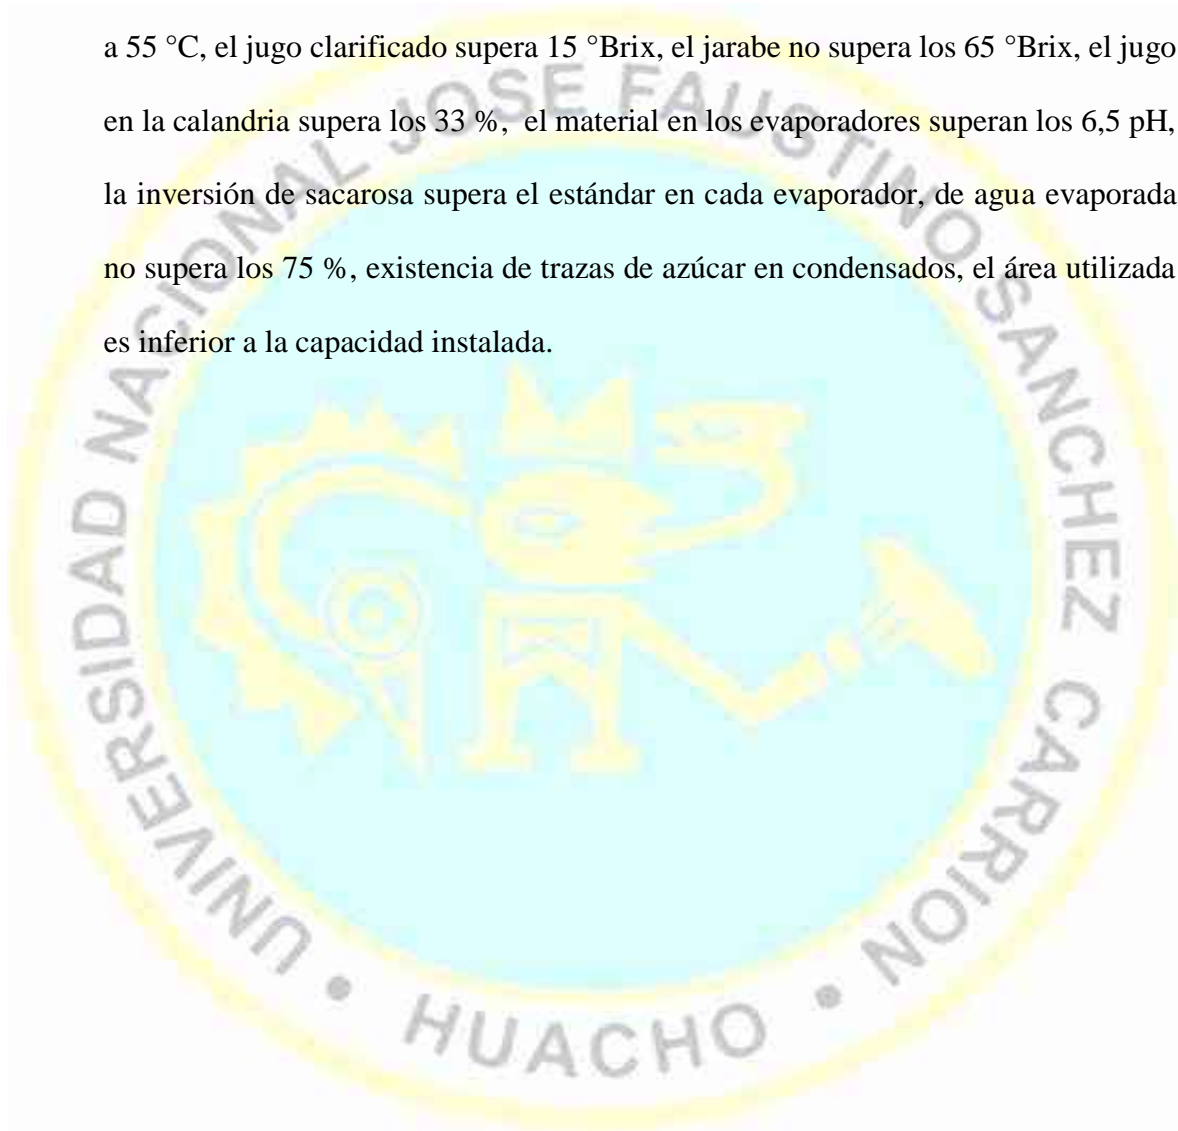 a 55 °C, el jugo clarificado supera 15 °Brix, el jarabe no supera los 65 °Brix, el jugo
en la calandria supera los 33 %, el material en los evaporadores superan los 6,5 pH,
la inversión de sacarosa supera el estándar en cada evaporador, de agua evaporada
no supera los 75 %, existencia de trazas de azúcar en condensados, el área utilizada
es inferior a la capacidad instalada.
UNIVERSIDAD NACIONAL JOSE FAUSTINO SANCHEZ CARRION • HUACHO •